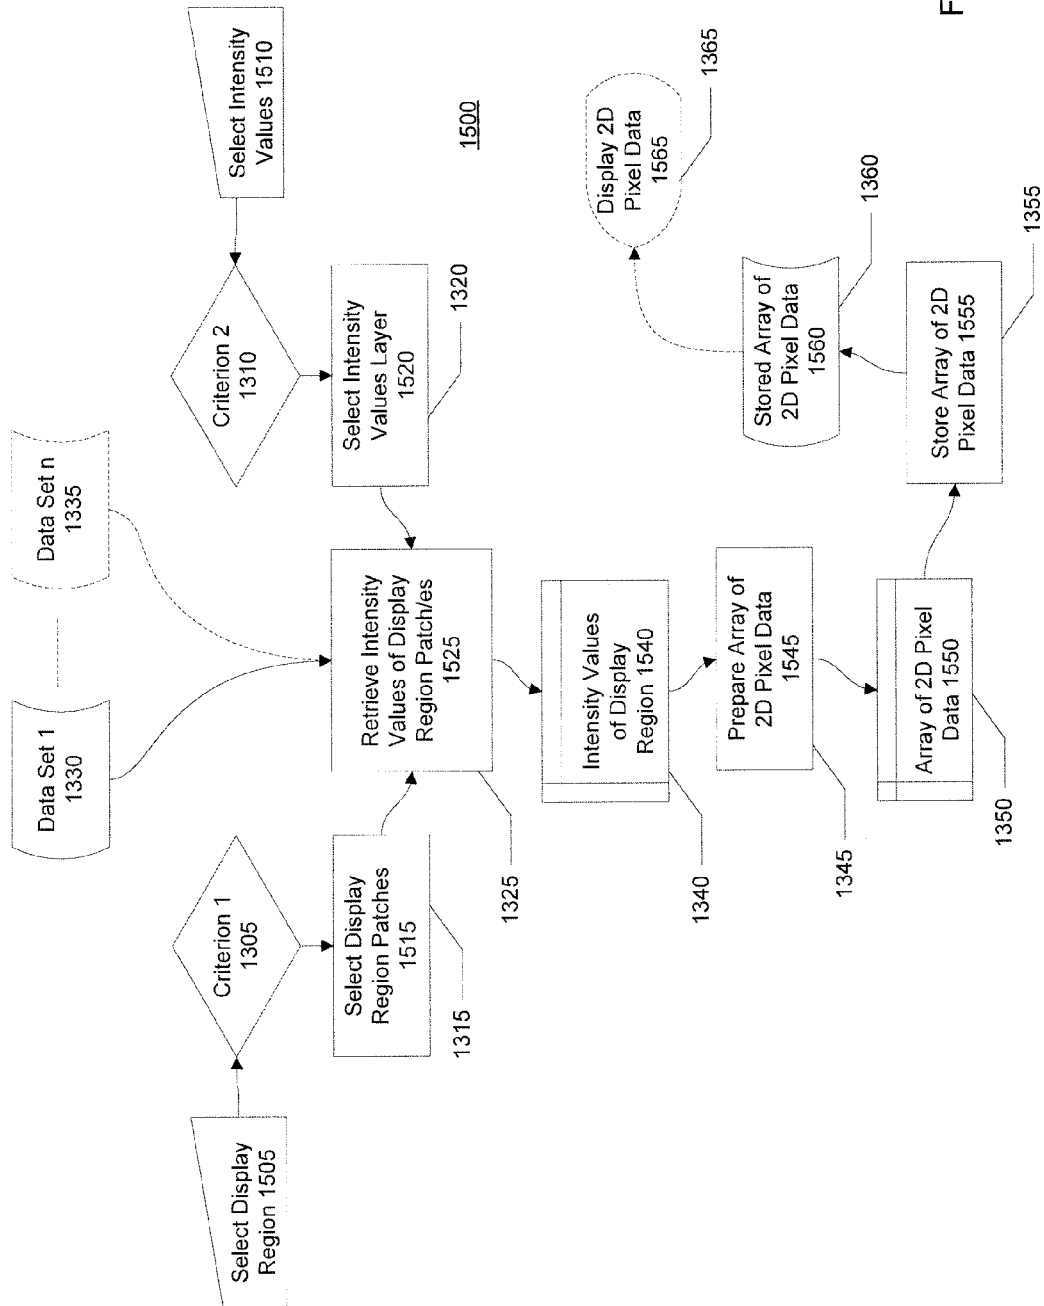 Data Set 1
1330
Data Set n
1335
Select Display
Region 1505
Criterion 1
1305
Criterion 2
1310
Select Intensity
Values 1510
Select Display
Region Patches
1515
1315
Retrieve Intensity
Values of Display
Region Patch/es
1525
1325
Select Intensity
Values Layer
1520
1320
1500
Intensity Values
of Display
Region 1540
1340
Prepare Array of
2D Pixel Data
1545
1345
Array of 2D Pixel
Data 1550
1350
Store Array of 2D
Pixel Data 1555
1355
Stored Array of
2D Pixel Data
1560
1360
Display 2D
Pixel Data
1565
1365
F